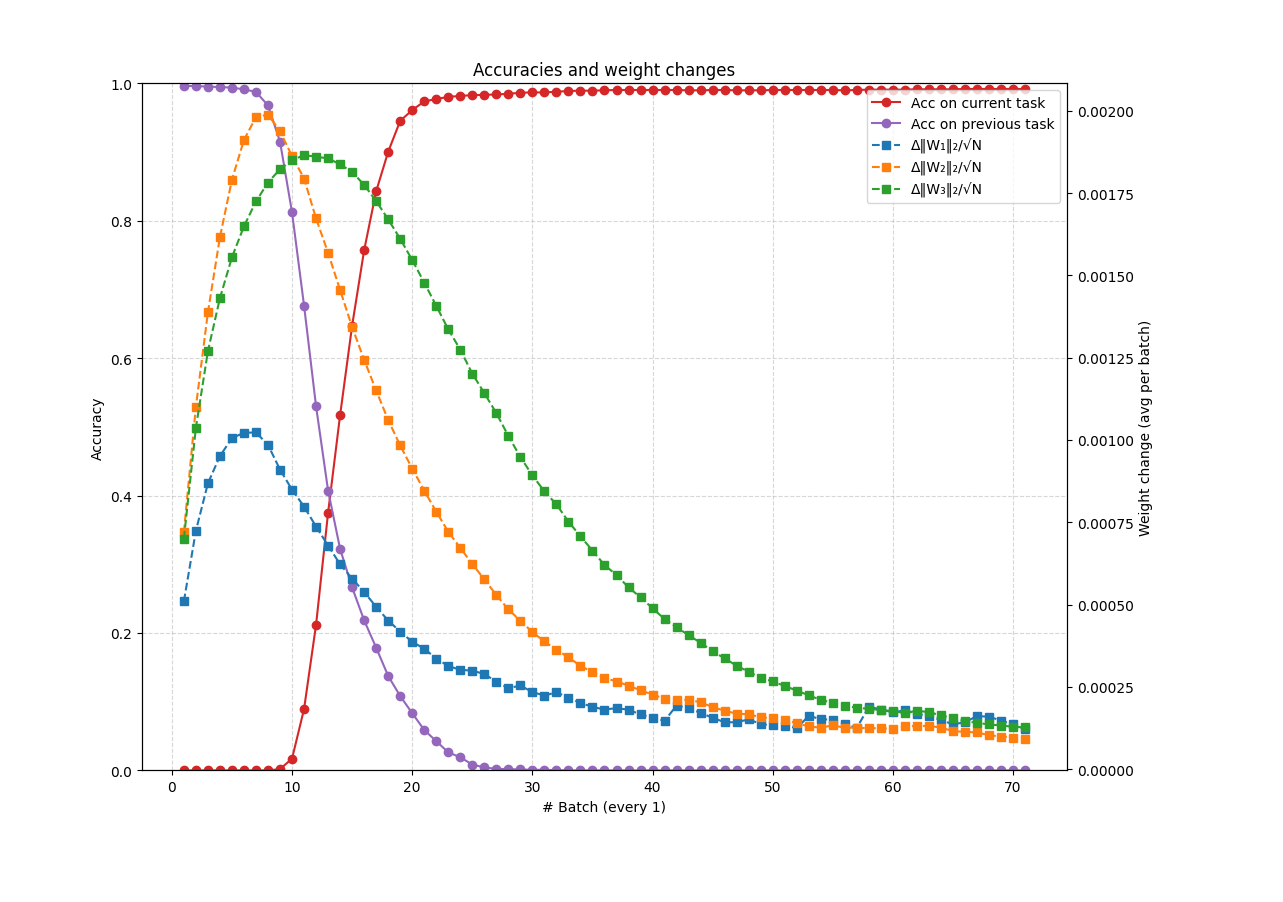 Accuracies and weight changes
Acc on current task
Acc on previous task
Δ‖W₁‖₂/√N
Δ‖W₂‖₂/√N
Δ‖W₃‖₂/√N
1.0
0.8
0.6
0.4
0.2
0.0
Accuracy
0.00200
0.00175
0.00150
0.00125
0.00100
0.00075
0.00050
0.00025
0.00000
Weight change (avg per batch)
0 10 20 30 40 50 60 70
# Batch (every 1)